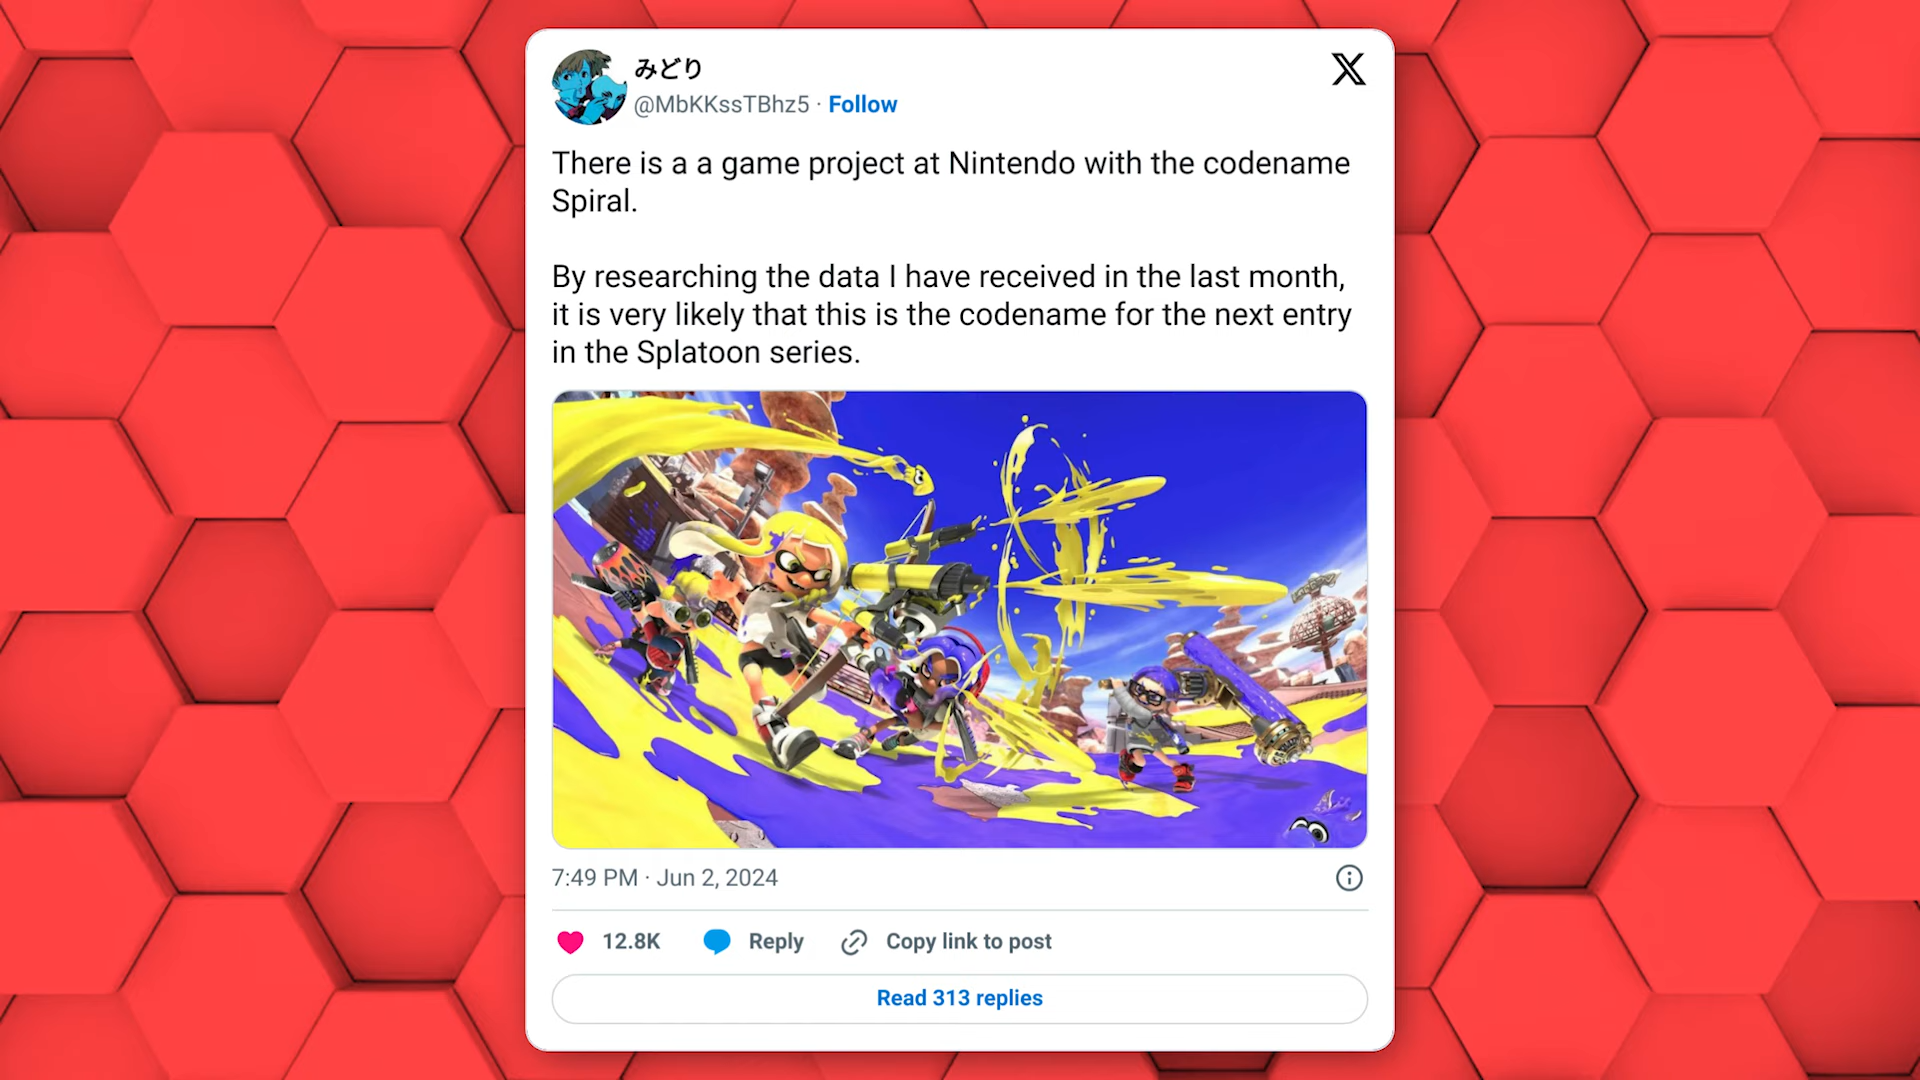 みどり
@MbKKssTBhz5 · Follow
There is a a game project at Nintendo with the codename
Spiral.
By researching the data I have received in the last month,
it is very likely that this is the codename for the next entry
in the Splatoon series.
7:49 PM · Jun 2, 2024
12.8K Reply Copy link to post
Read 313 replies